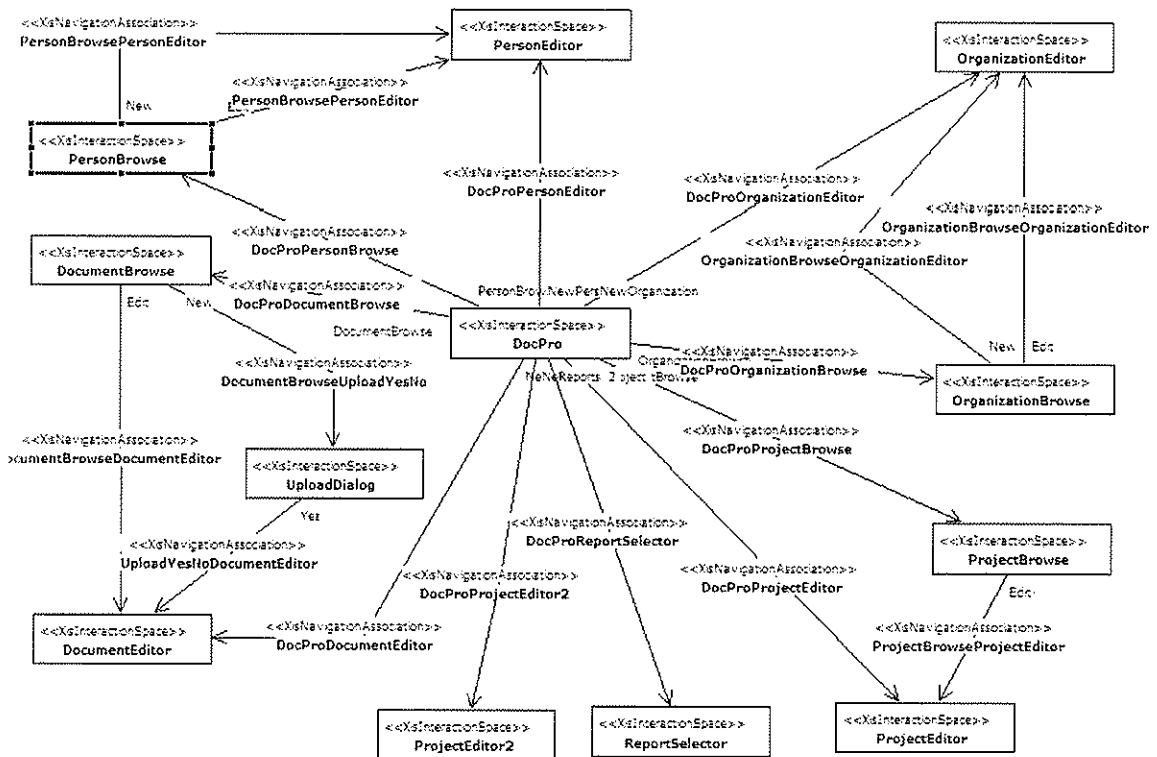 <<XisNavigationAssociation>>
PersonBrowsePersonEditor
<<XisInteractionSpace>>
PersonEditor
<<XisInteractionSpace>>
OrganizationEditor
<<XisNavigationAssociation>>
PersonBrowsePersonEditor
New
<<XisInteractionSpace>>
PersonBrowse
<<XisNavigationAssociation>>
DocProPersonEditor
<<XisNavigationAssociation>>
DocProOrganizationEditor
<<XisNavigationAssociation>>
OrganizationBrowseOrganizationEditor
<<XisNavigationAssociation>>
OrganizationBrowseOrganizationEditor
<<XisNavigationAssociation>>
DocProPersonBrowse
<<XisInteractionSpace>>
DocumentBrowse
<<XisNavigationAssociation>>
DocProDocumentBrowse
Edit
New
NewOrganization
DocumentBrowse
<<XisInteractionSpace>>
DocPro
New
Edit
<<XisNavigationAssociation>>
DocProOrganizationBrowse
<<XisNavigationAssociation>>
DocumentBrowseUploadYesNo
<<XisInteractionSpace>>
OrganizationBrowse
<<XisNavigationAssociation>>
ocumentBrowseDocumentEditor
<<XisNavigationAssociation>>
DocProProjectBrowse
<<XisInteractionSpace>>
UploadDialog
Yes
<<XisNavigationAssociation>>
DocProReportSelector
<<XisInteractionSpace>>
ProjectBrowse
<<XisNavigationAssociation>>
UploadYesNoDocumentEditor
<<XisNavigationAssociation>>
DocProProjectEditor2
<<XisNavigationAssociation>>
DocProProjectEditor
Edit
<<XisInteractionSpace>>
DocumentEditor
<<XisNavigationAssociation>>
DocProDocumentEditor
<<XisNavigationAssociation>>
ProjectBrowseProjectEditor
<<XisInteractionSpace>>
ProjectEditor2
<<XisInteractionSpace>>
ReportSelector
<<XisInteractionSpace>>
ProjectEditor